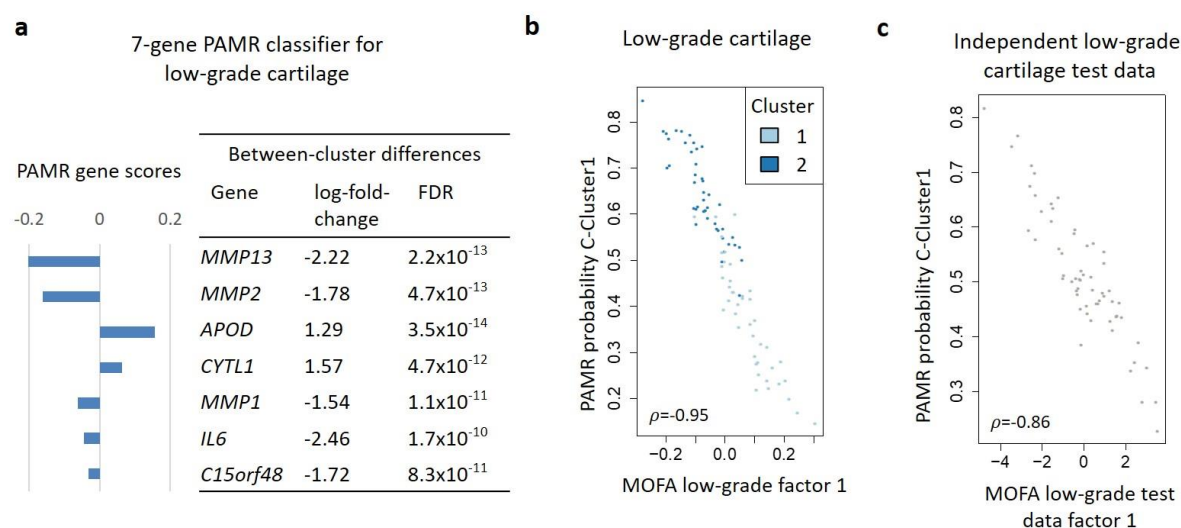 a
7-gene PAMR classifier for
low-grade cartilage
PAMR gene scores
-0.2 0 0.2
Between-cluster differences
Gene log-fold-change FDR
MMP13 -2.22 2.2x10⁻¹³
MMP2 -1.78 4.7x10⁻¹³
APOD 1.29 3.5x10⁻¹⁴
CYTL1 1.57 4.7x10⁻¹²
MMP1 -1.54 1.1x10⁻¹¹
IL6 -2.46 1.7x10⁻¹⁰
C15orf48 -1.72 8.3x10⁻¹¹
b
Low-grade cartilage
Cluster
1
2
PAMR probability C-Cluster1
0.8
0.7
0.6
0.5
0.4
0.3
0.2
ρ=-0.95
−0.2 0.0 0.2
MOFA low-grade factor 1
c
Independent low-grade
cartilage test data
PAMR probability C-Cluster1
0.8
0.7
0.6
0.5
0.4
0.3
ρ=-0.86
−4 −2 0 2
MOFA low-grade test
data factor 1